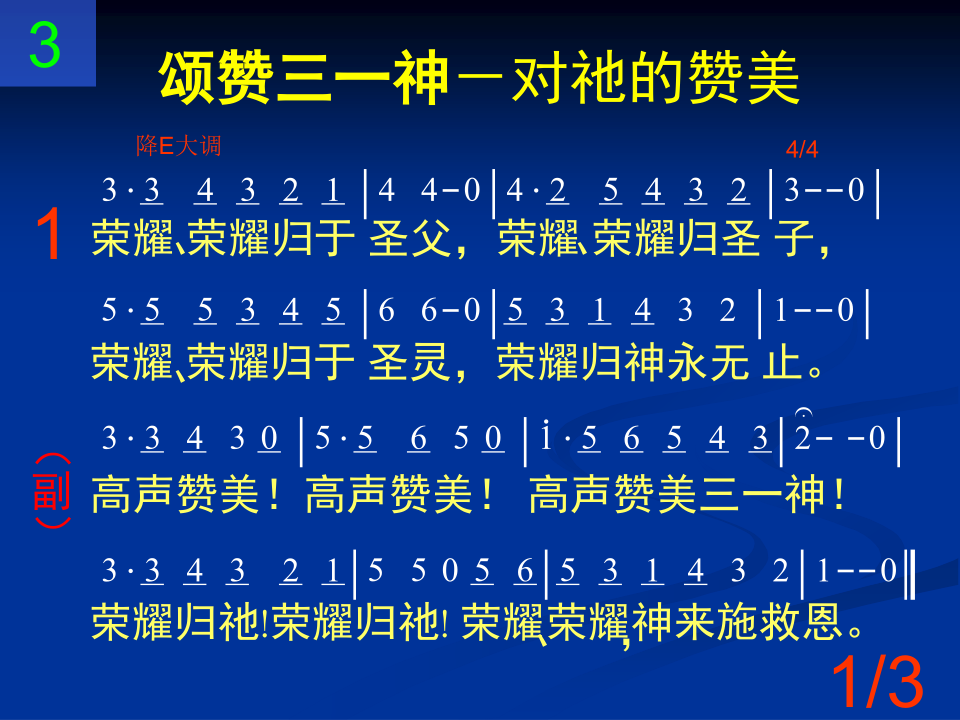 3
颂赞三一神－对祂的赞美
降E大调 4/4
3·3 4 3 2 1|4 4-0|4·2 5 4 3 2|3--0|
1
荣耀、荣耀归于 圣父，荣耀、荣耀归圣 子，
5·5 5 3 4 5|6 6-0|5 3 1 4 3 2|1--0|
荣耀、荣耀归于 圣灵，荣耀归神永无 止。
3·3 4 3 0|5·5 6 5 0|i·5 6 5 4 3|2- -0|
（副）
高声赞美！高声赞美！ 高声赞美三一神！
3·3 4 3 2 1|5 5 0 5 6|5 3 1 4 3 2|1--0‖
荣耀归祂!荣耀归祂! 荣耀、荣耀,神来施救恩。
1/3